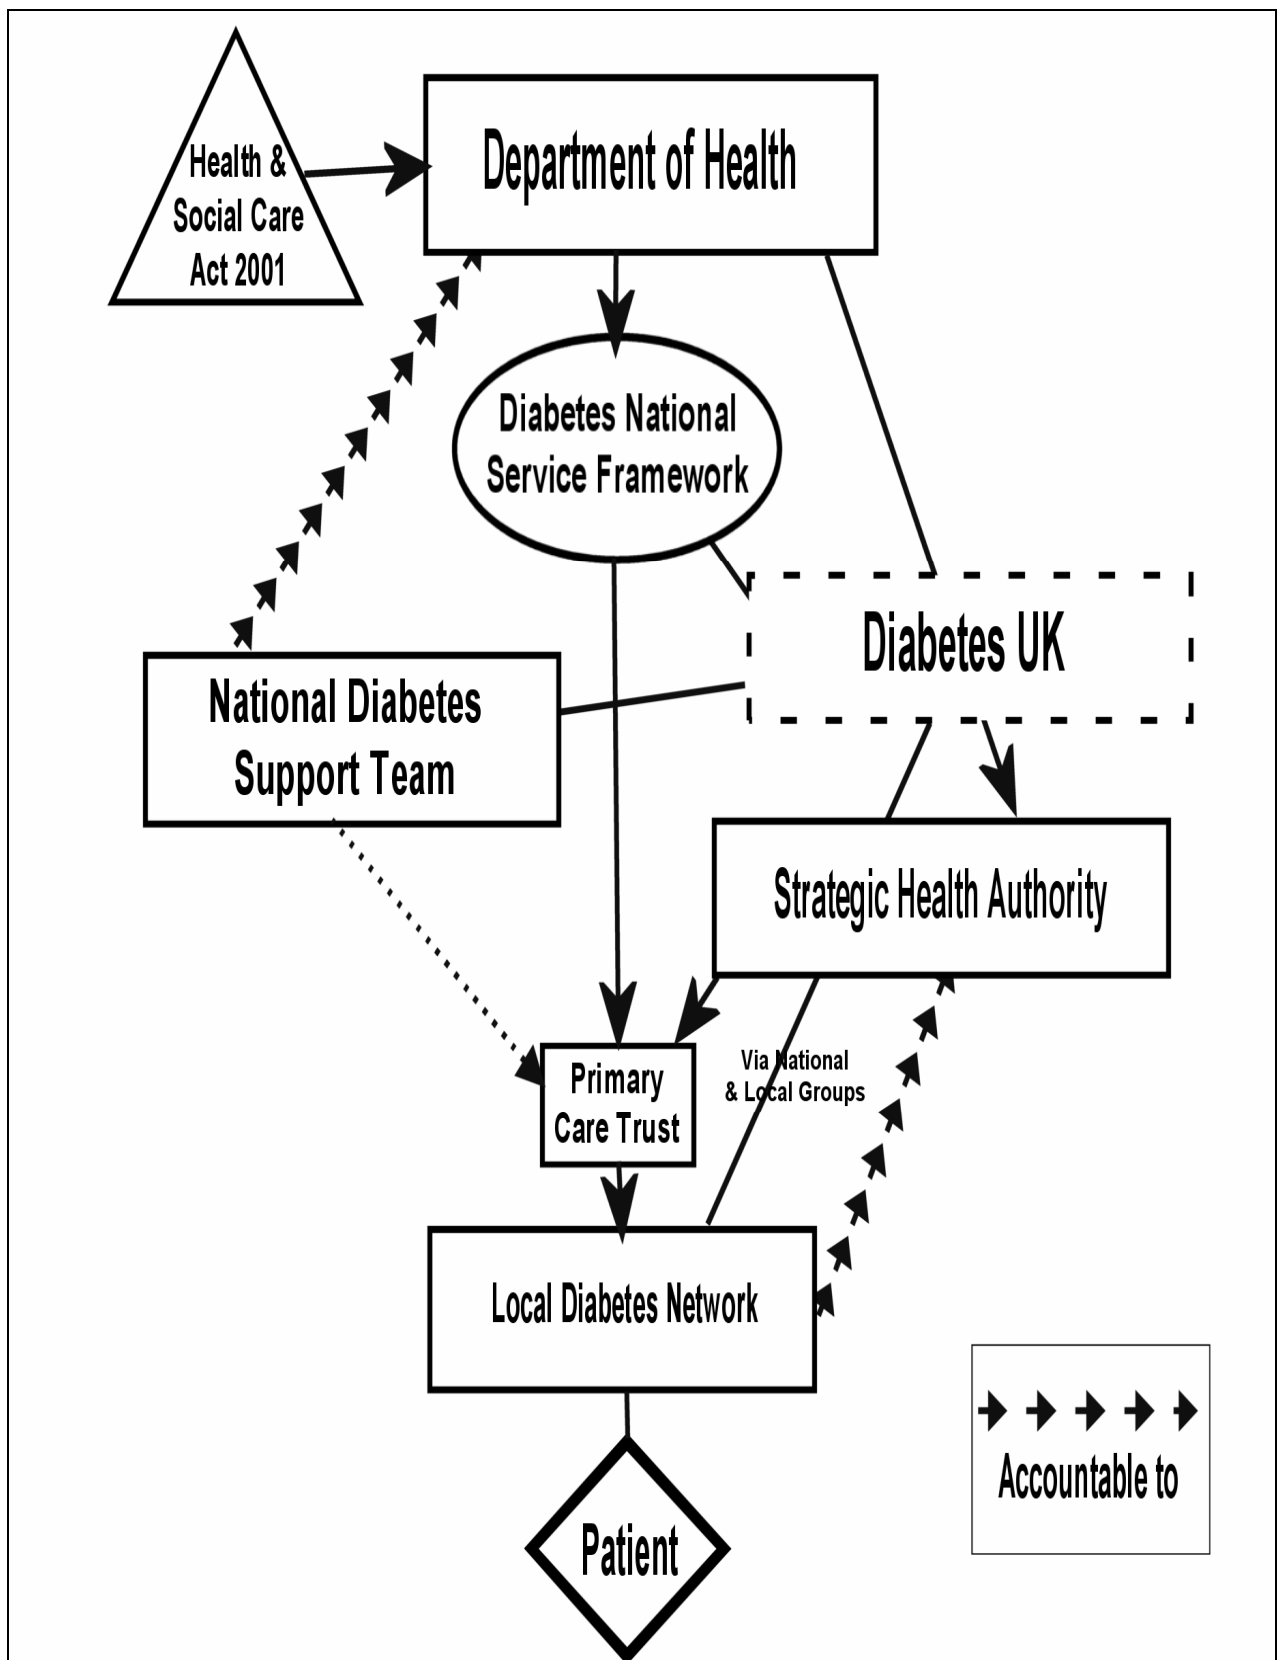 Health &
Social Care
Act 2001
Department of Health
Diabetes National
Service Framework
Diabetes UK
National Diabetes
Support Team
Strategic Health Authority
Primary
Care Trust
Via National
& Local Groups
Local Diabetes Network
Accountable to
Patient